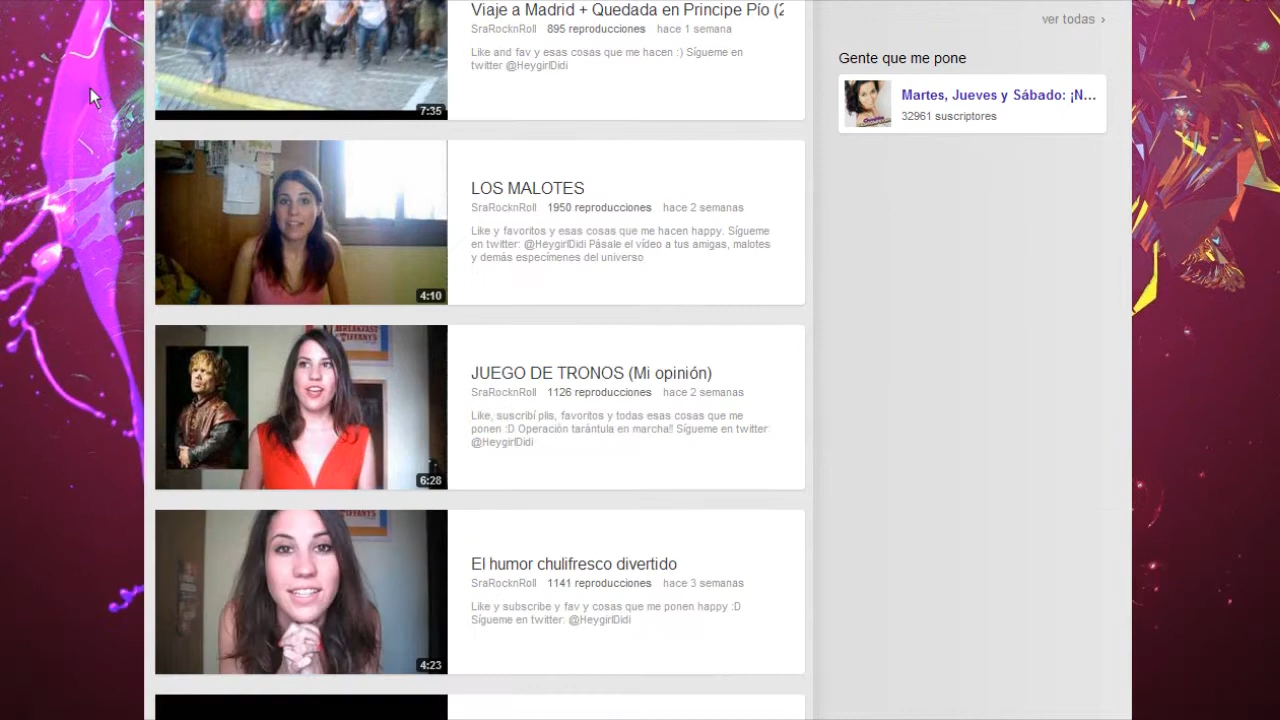 Viaje a Madrid + Quedada en Principe Pío (2
SraRocknRoll 895 reproducciones hace 1 semana
Like and fav y esas cosas que me hacen :) Sígueme en
twitter @HeygirlDidi
7:35
LOS MALOTES
SraRocknRoll 1950 reproducciones hace 2 semanas
Like y favoritos y esas cosas que me hacen happy. Sígueme
en twitter: @HeygirlDidi Pásale el vídeo a tus amigas, malotes
y demás especímenes del universo
4:10
BREAKFAST
TIFFANY'S
JUEGO DE TRONOS (Mi opinión)
SraRocknRoll 1126 reproducciones hace 2 semanas
Like, suscribí plis, favoritos y todas esas cosas que me
ponen :D Operación tarántula en marcha!! Sígueme en twitter:
@HeygirlDidi
6:28
El humor chulifresco divertido
SraRocknRoll 1141 reproducciones hace 3 semanas
Like y subscribe y fav y cosas que me ponen happy :D
Sígueme en twitter: @HeygirlDidi
4:23
ver todas ›
Gente que me pone
Martes, Jueves y Sábado: ¡N...
32961 suscriptores